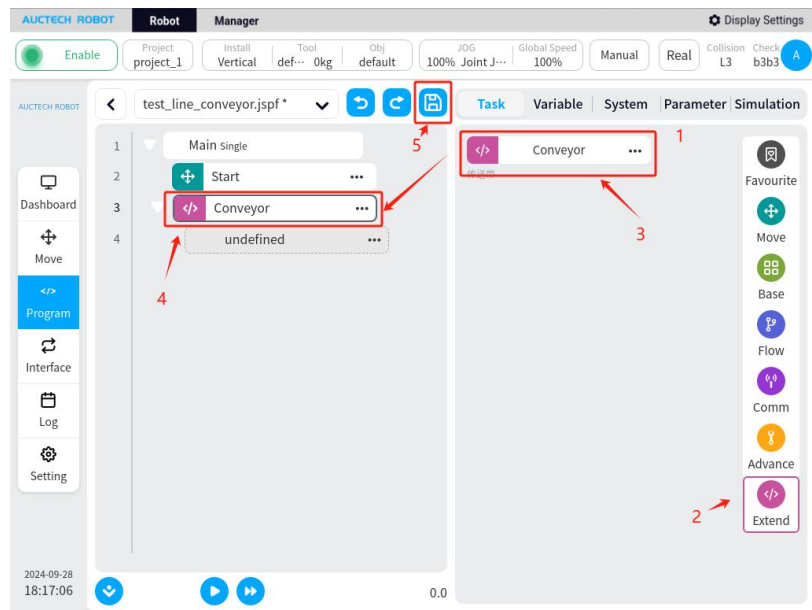 AUCTECH ROBOT Robot Manager Display Settings
Enable Project project_1 Install Vertical Tool def··· 0kg Obj default JOG 100% Joint J··· Global Speed 100% Manual Real Collision L3 Check b3b3 A
AUCTECH ROBOT test_line_conveyor.jspf * Task Variable System Parameter Simulation
5
1
1 Main Single
</> Conveyor ···
传送带
2 Start ···
3 </> Conveyor ···
4 undefined ···
3
4
Dashboard
Move
</>
Program
Interface
Log
Setting
Favourite
Move
Base
Flow
Comm
Advance
2
</>
Extend
2024-09-28
18:17:06
0.0